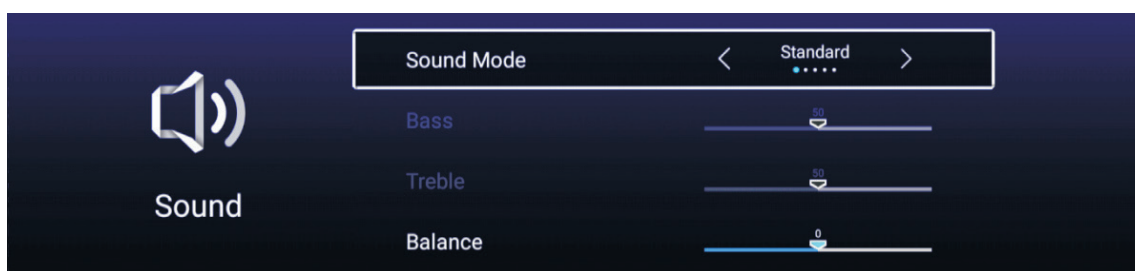 Sound Mode
Standard
Bass
50
Treble
50
Sound
Balance
0